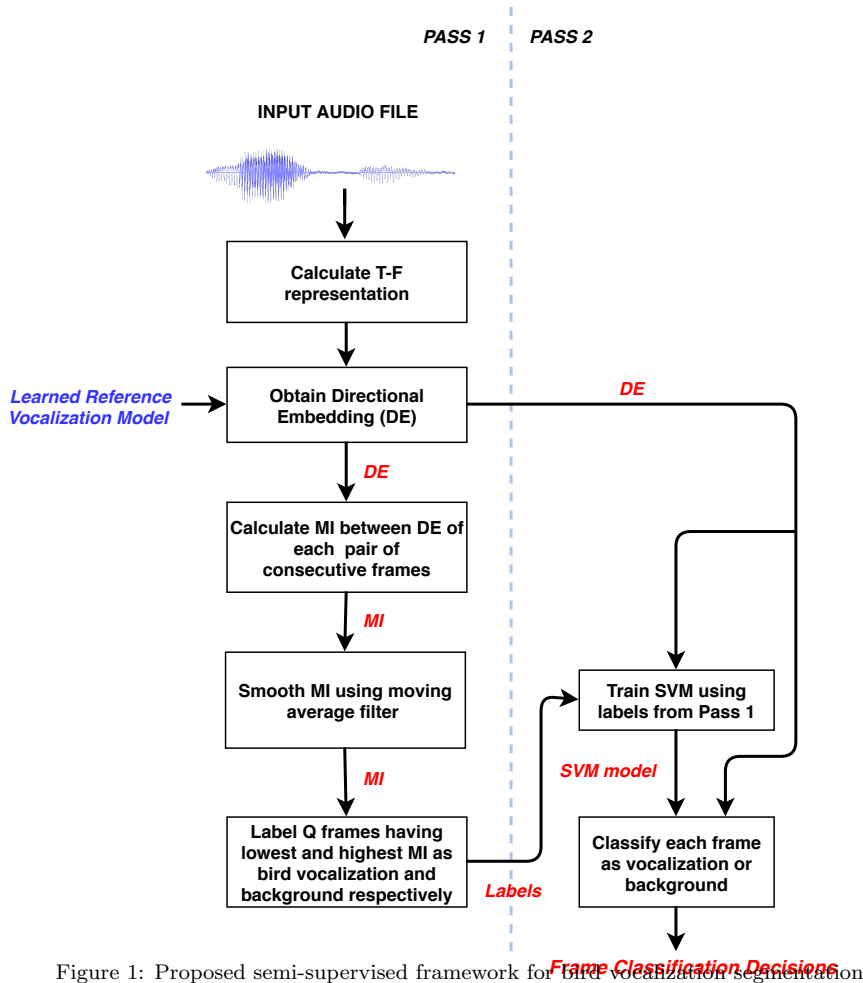 PASS 1
PASS 2
INPUT AUDIO FILE
Calculate T-F
representation
Learned Reference
Vocalization Model
Obtain Directional
Embedding (DE)
DE
DE
Calculate MI between DE of
each pair of
consecutive frames
MI
Smooth MI using moving
average filter
MI
Label Q frames having
lowest and highest MI as
bird vocalization and
background respectively
Labels
Train SVM using
labels from Pass 1
SVM model
Classify each frame
as vocalization or
background
Frame Classification Decisions
Figure 1: Proposed semi-supervised framework for bird vocalization segmentation